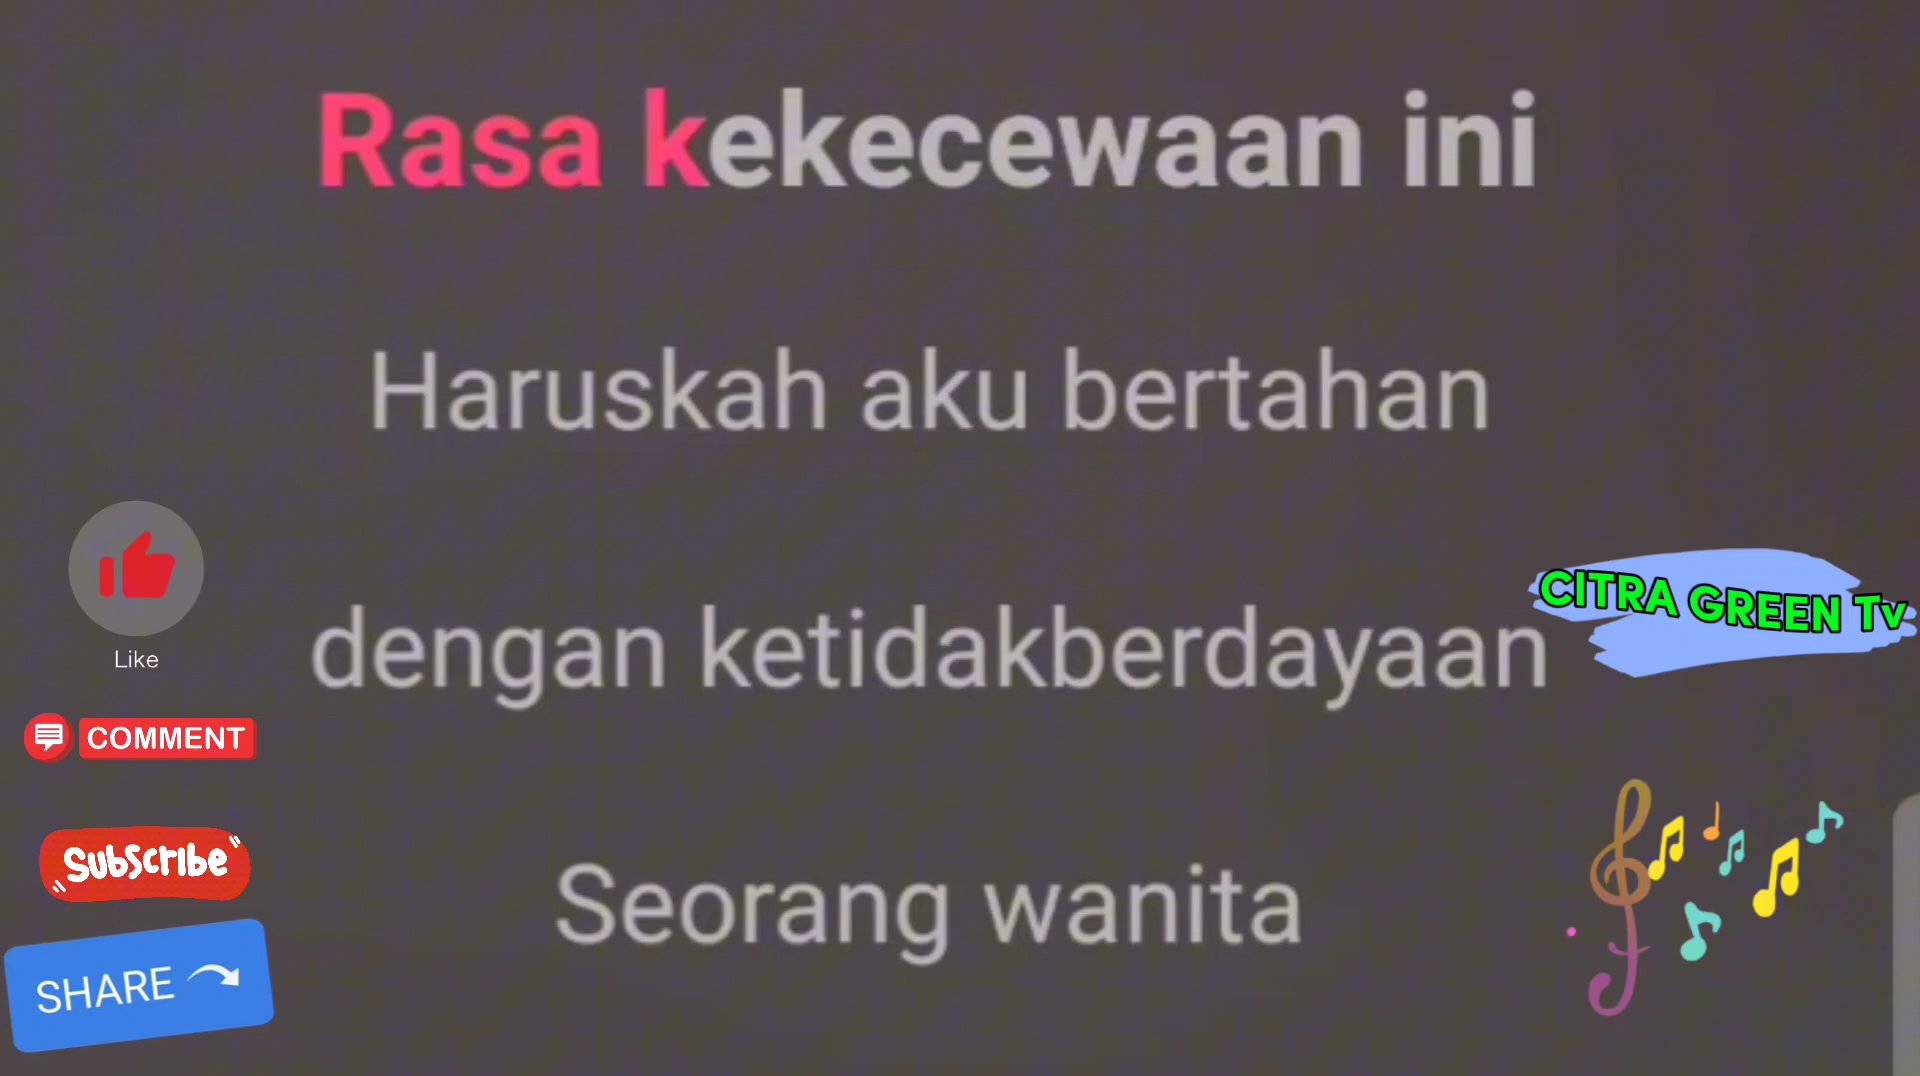 Rasa kekecewaan ini
Haruskah aku bertahan
dengan ketidakberdayaan
Seorang wanita
Like
COMMENT
Subscribe
SHARE
CITRA GREEN Tv